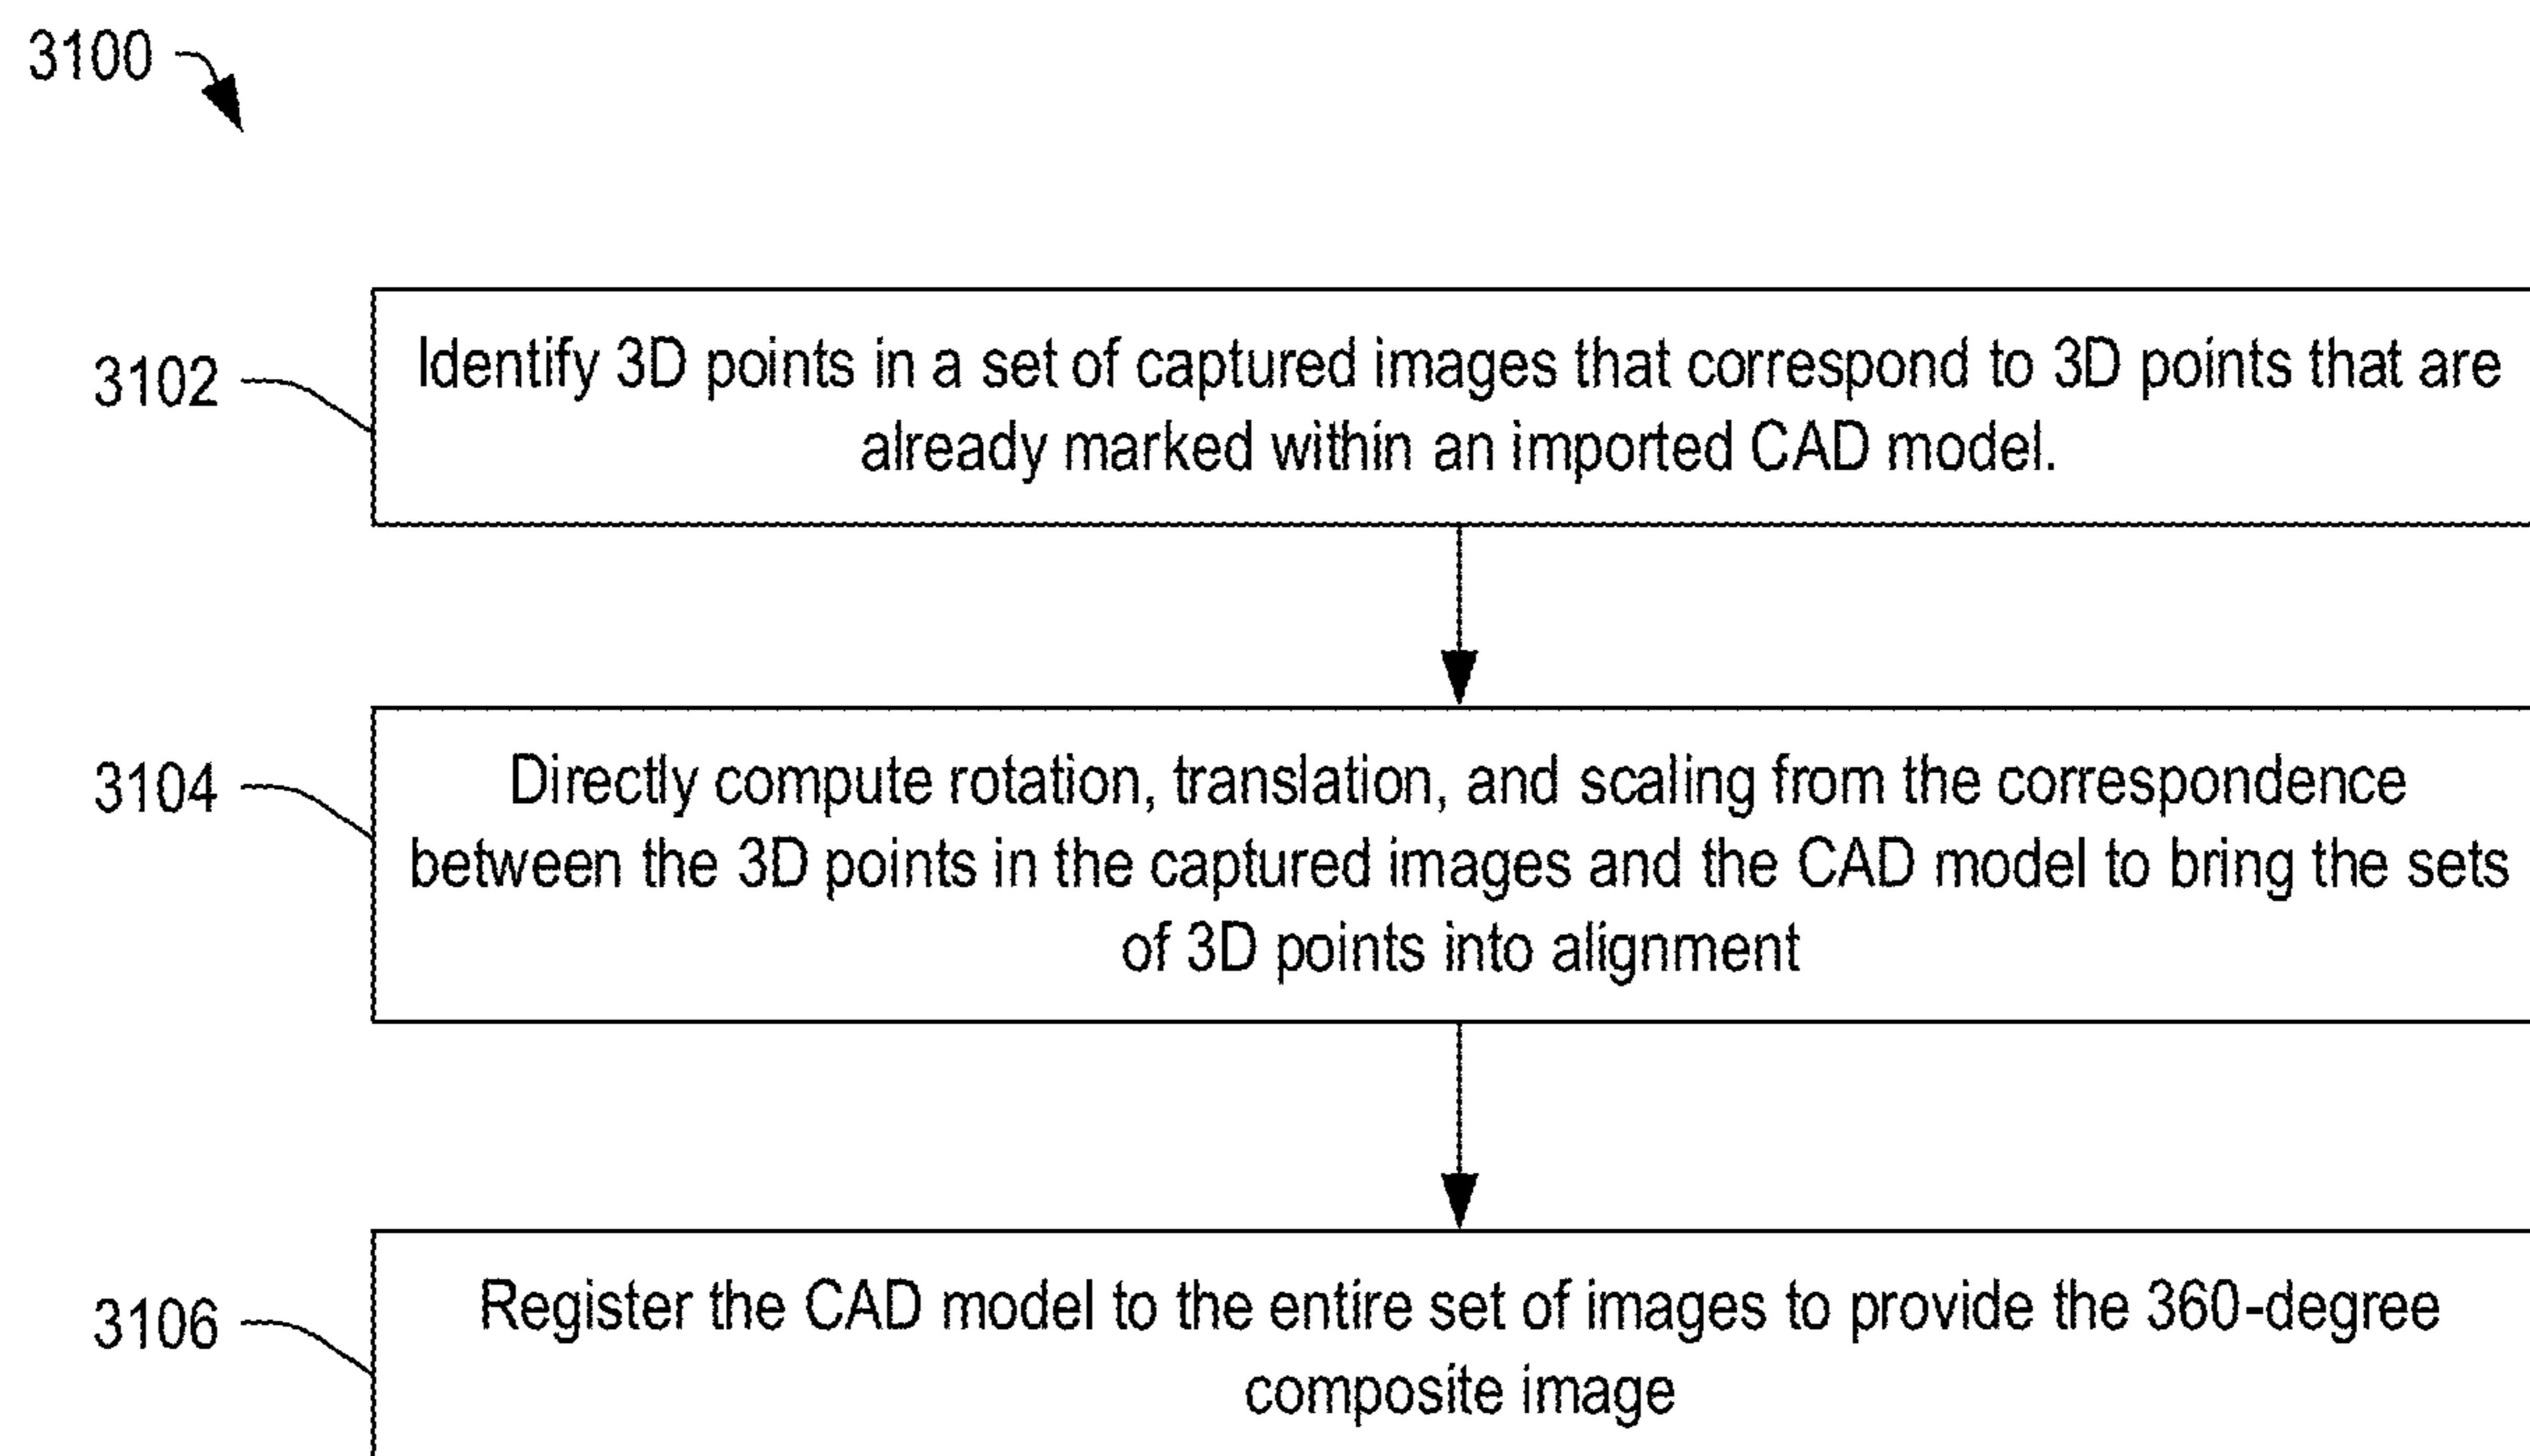 3100
3102
Identify 3D points in a set of captured images that correspond to 3D points that are
already marked within an imported CAD model.
3104
Directly compute rotation, translation, and scaling from the correspondence
between the 3D points in the captured images and the CAD model to bring the sets
of 3D points into alignment
3106
Register the CAD model to the entire set of images to provide the 360-degree
composite image